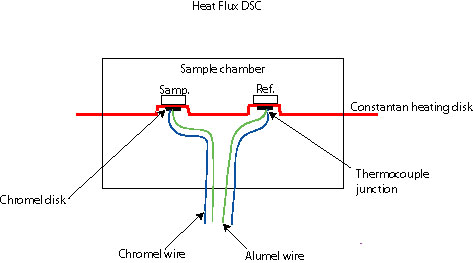 Heat Flux DSC
Sample chamber
Samp.
Ref.
Constantan heating disk
Thermocouple
junction
Chromel disk
Chromel wire
Alumel wire